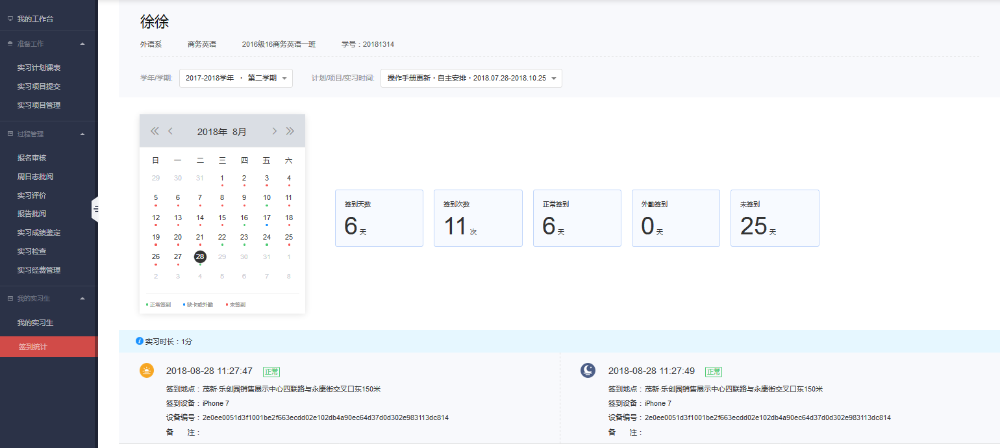 我的工作台
准备工作
实习计划课表
实习项目提交
实习项目管理
过程管理
报名审核
周日志批阅
实习评价
报告批阅
实习成绩鉴定
实习检查
实习经费管理
我的实习生
我的实习生
签到统计
徐徐
外语系 商务英语 2016级16商务英语一班 学号：20181314
学年/学期: 2017-2018学年 · 第二学期 计划/项目/实习时间: 操作手册更新·自主安排·2018.07.28-2018.10.25
2018年 8月
日 一 二 三 四 五 六
29 30 31 1 2 3 4
5 6 7 8 9 10 11
12 13 14 15 16 17 18
19 20 21 22 23 24 25
26 27 28 29 30 31 1
2 3 4 5 6 7 8
正常签到 缺卡或外勤 未签到
签到天数 签到次数 正常签到 外勤签到 未签到
6天 11次 6天 0天 25天
实习时长：1分
2018-08-28 11:27:47 正常
签到地点：茂新·乐创园销售展示中心四联路与永康街交叉口东150米
签到设备：iPhone 7
设备编号：2e0ee0051d3f1001be2f663ecdd02e102db4a90ec64d37d0d302e983113dc814
备 注：
2018-08-28 11:27:49 正常
签到地点：茂新·乐创园销售展示中心四联路与永康街交叉口东150米
签到设备：iPhone 7
设备编号：2e0ee0051d3f1001be2f663ecdd02e102db4a90ec64d37d0d302e983113dc814
备 注：